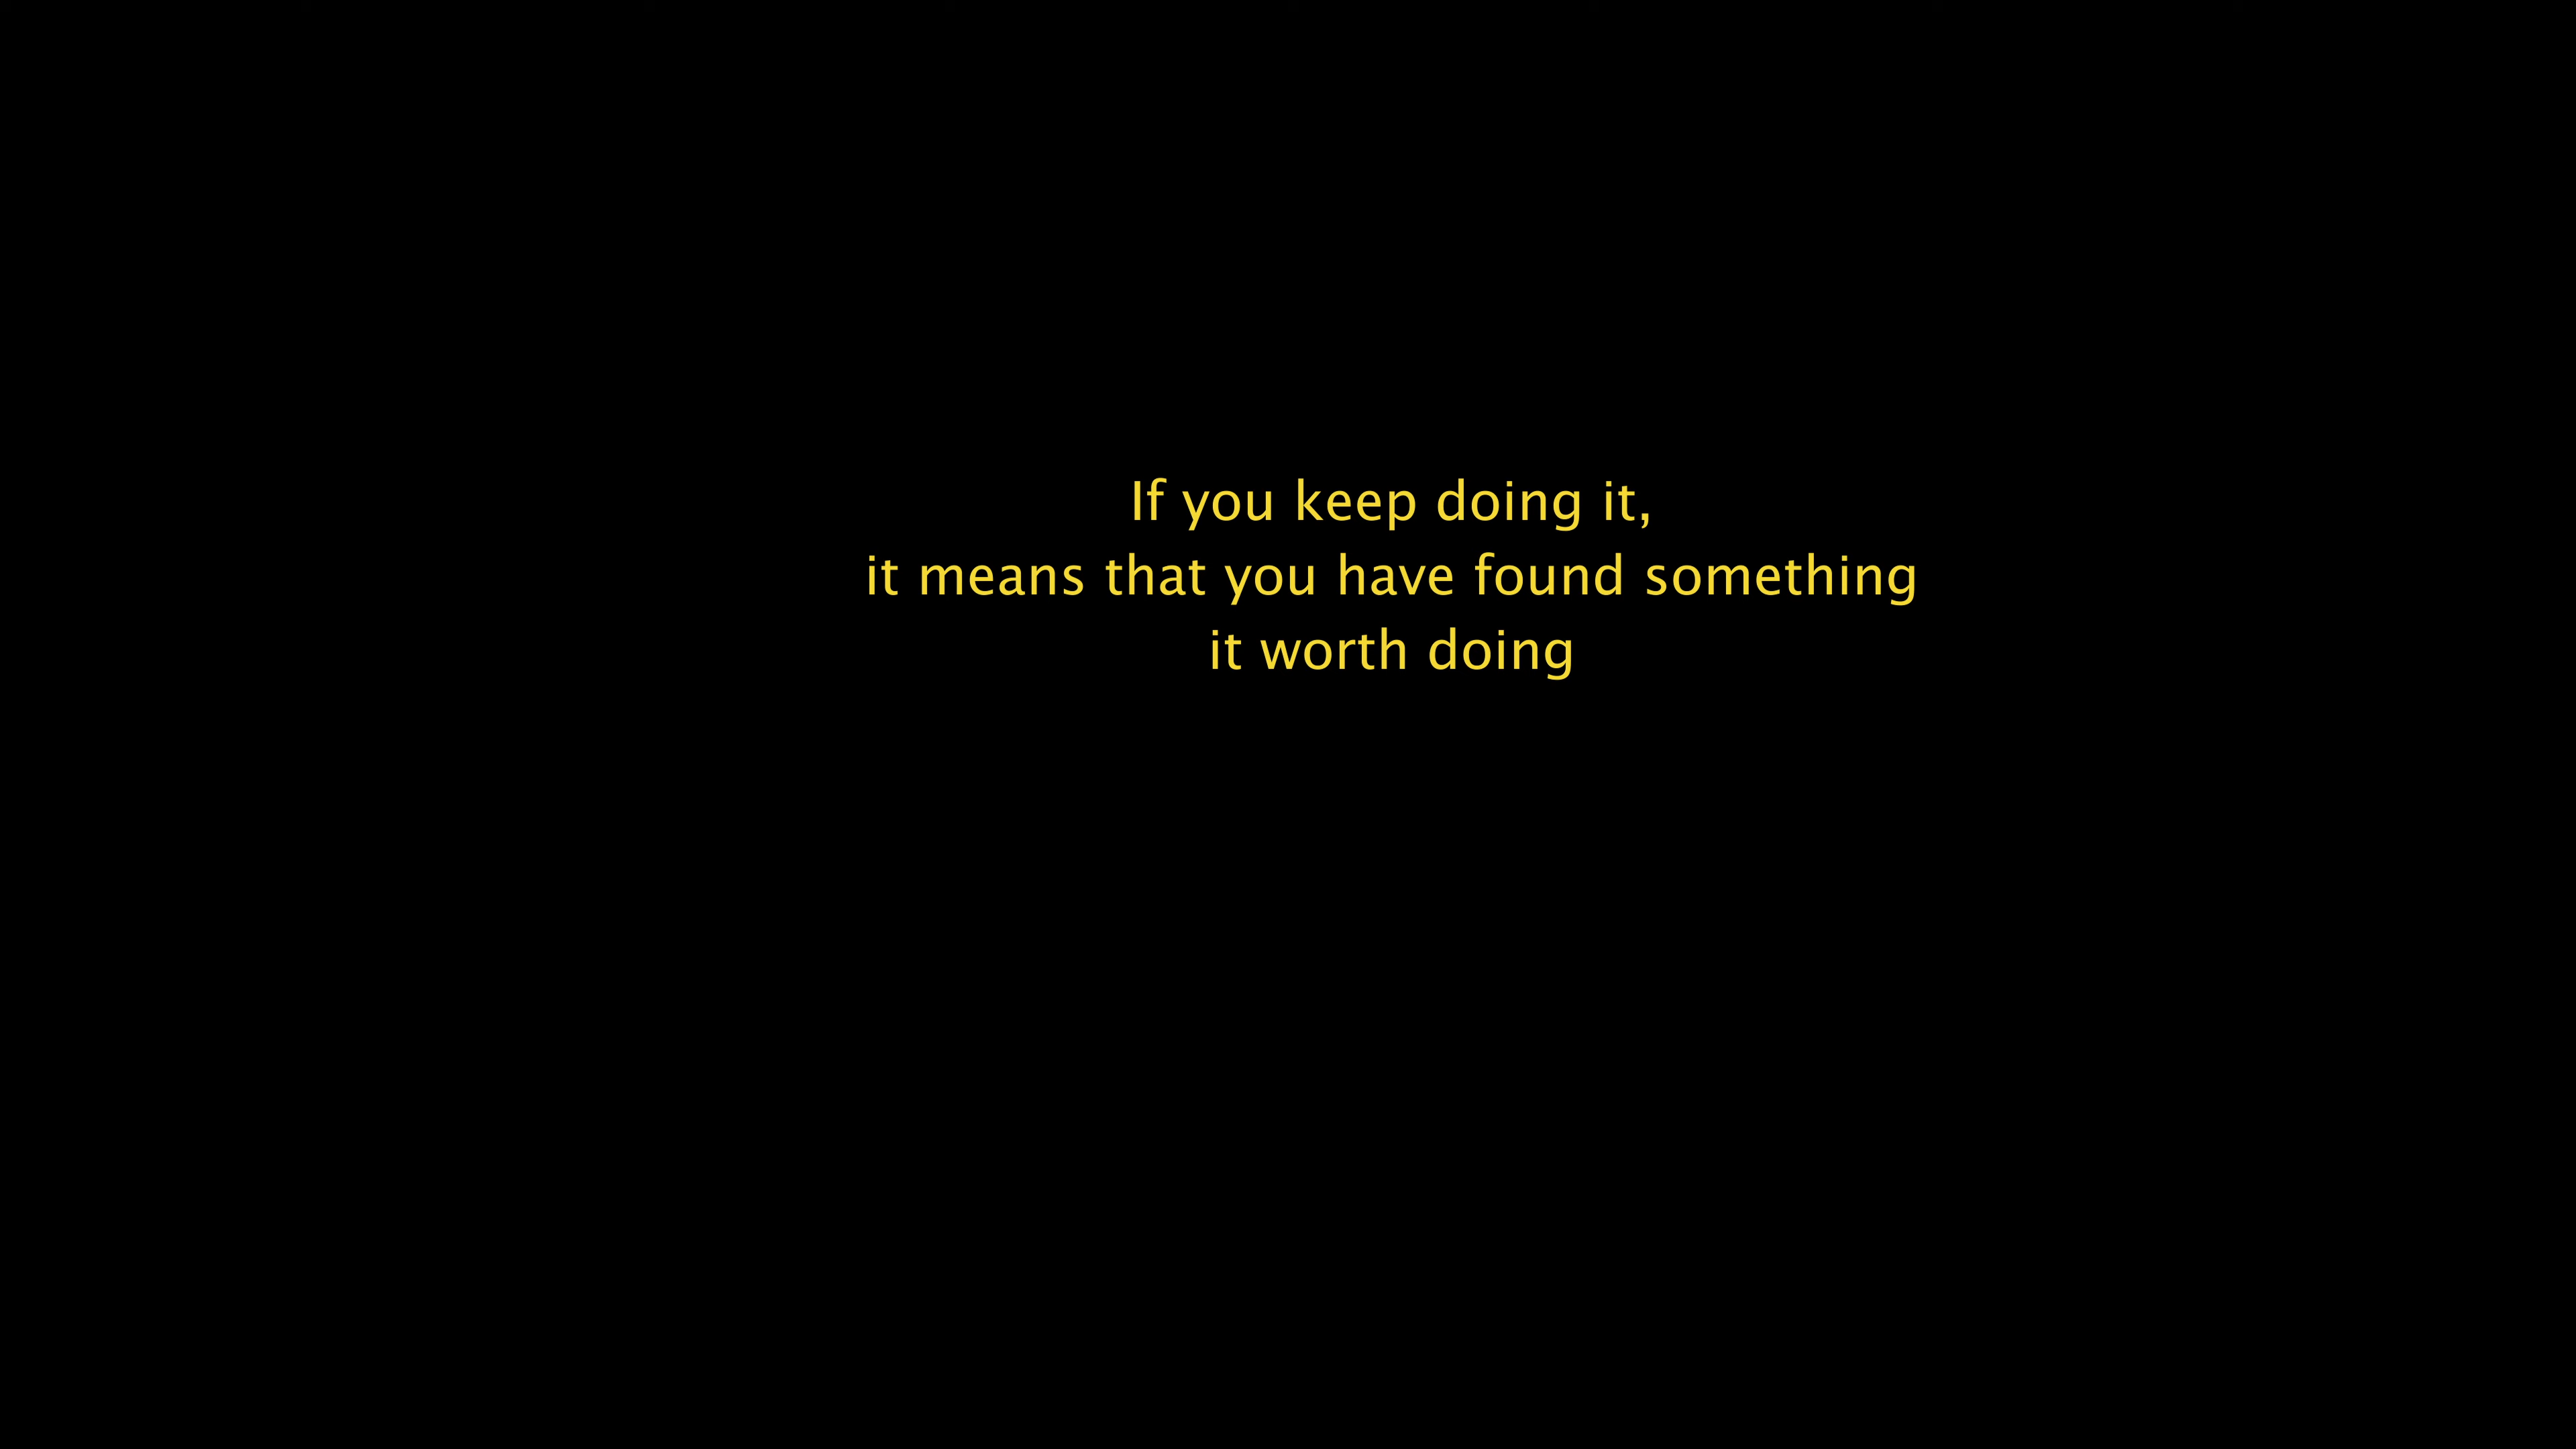 If you keep doing it,
it means that you have found something
it worth doing